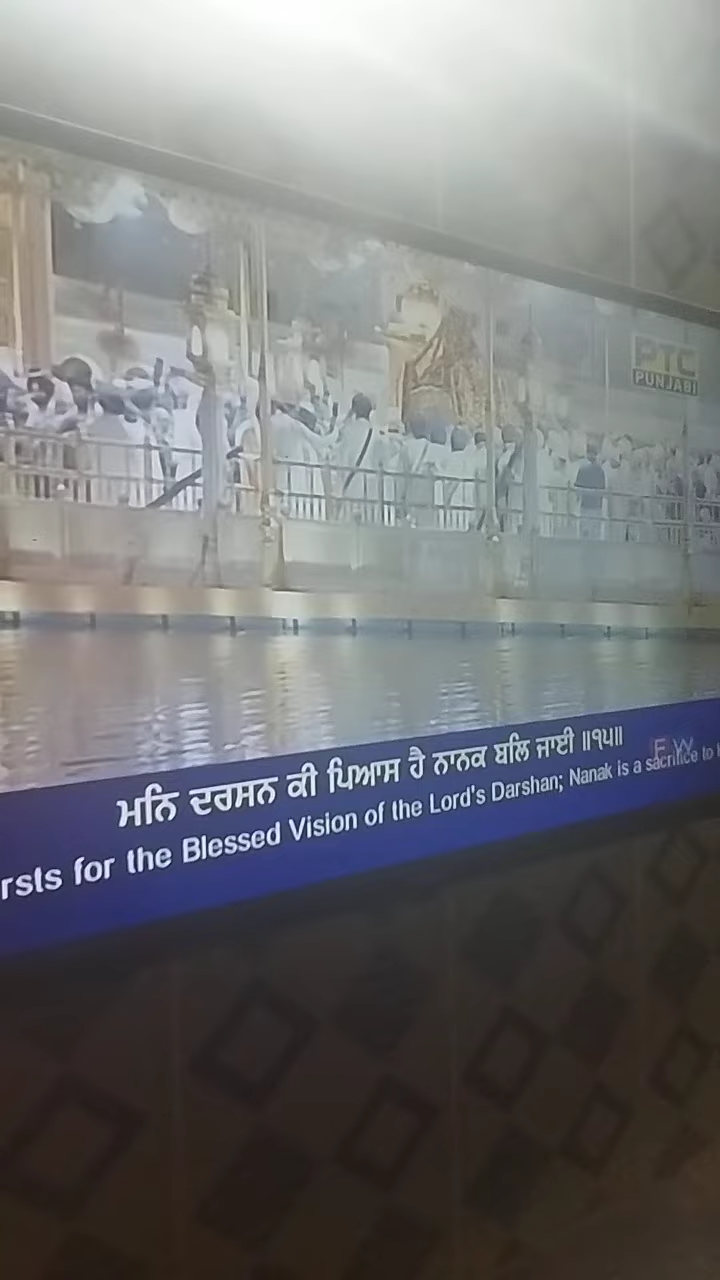 PTC
PUNJABI
ਮਨਿ ਦਰਸਨ ਕੀ ਪਿਆਸ ਹੈ ਨਾਨਕ ਬਲਿ ਜਾਈ ॥੧੫॥
for the Blessed Vision of the Lord's Darshan; Nanak is a sacrifice to